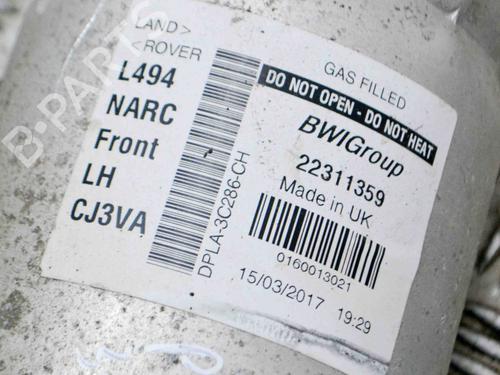 LAND>
<ROVER
L494
NARC
Front
LH
CJ3VA
DPLA-3C286-CH
GAS FILLED
DO NOT OPEN - DO NOT HEAT
BWIGroup
22311359
Made in UK
0160013021
15/03/2017 19:29
B-PARTS